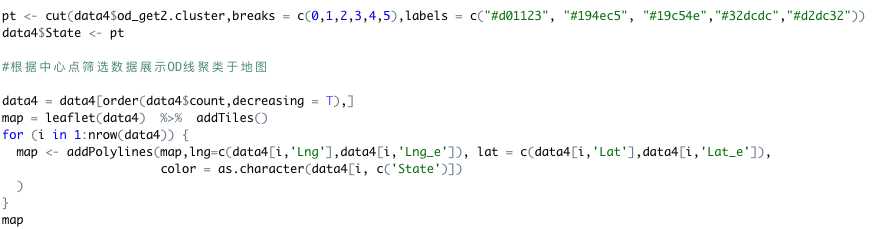 pt <- cut(data4$od_get2.cluster,breaks = c(0,1,2,3,4,5),labels = c("#d01123", "#194ec5", "#19c54e","#32dcdc","#d2dc32"))
data4$State <- pt
#根据中心点筛选数据展示OD线聚类于地图
data4 = data4[order(data4$count,decreasing = T),]
map = leaflet(data4)  %>%  addTiles()
for (i in 1:nrow(data4)) {
  map <- addPolylines(map,lng=c(data4[i,'Lng'],data4[i,'Lng_e']), lat = c(data4[i,'Lat'],data4[i,'Lat_e']),
                      color = as.character(data4[i, c('State')])
  )
}
map